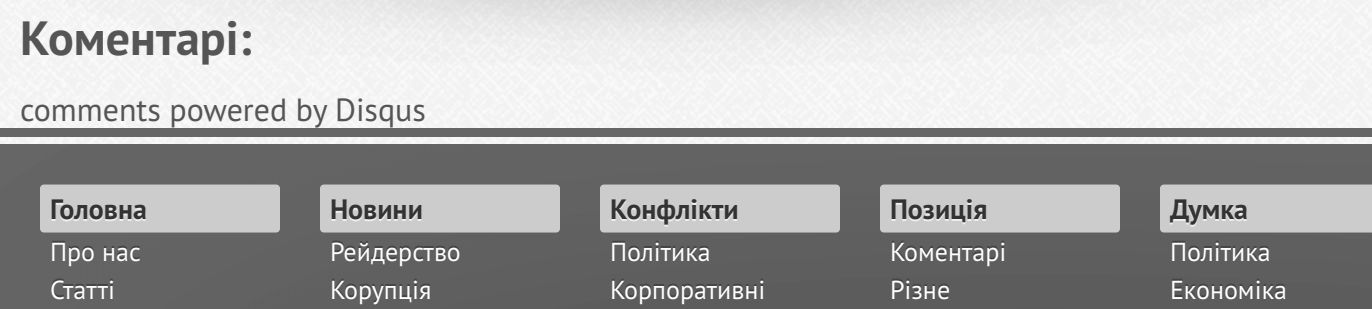 Коментарі:
comments powered by Disqus
Головна Новини Конфлікти Позиція Думка
Про нас Рейдерство Політика Коментарі Політика
Статті Корупція Корпоративні Різне Економіка